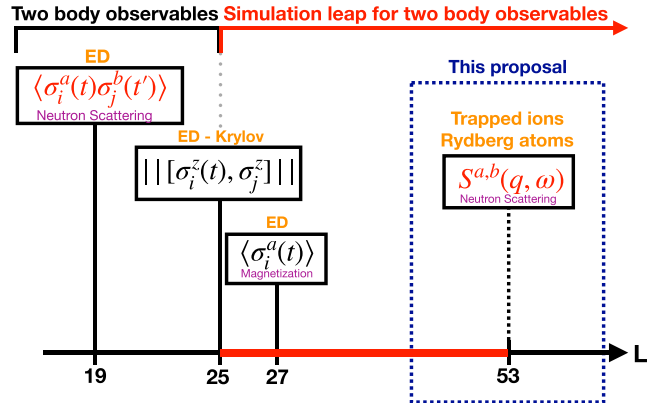 Two body observables Simulation leap for two body observables
This proposal
ED
⟨σ_i^a(t)σ_j^b(t′)⟩
Neutron Scattering
ED - Krylov
||[σ_i^z(t), σ_j^z]||
ED
⟨σ_i^a(t)⟩
Magnetization
Trapped ions
Rydberg atoms
S^{a,b}(q, ω)
Neutron Scattering
19 25 27 53 L